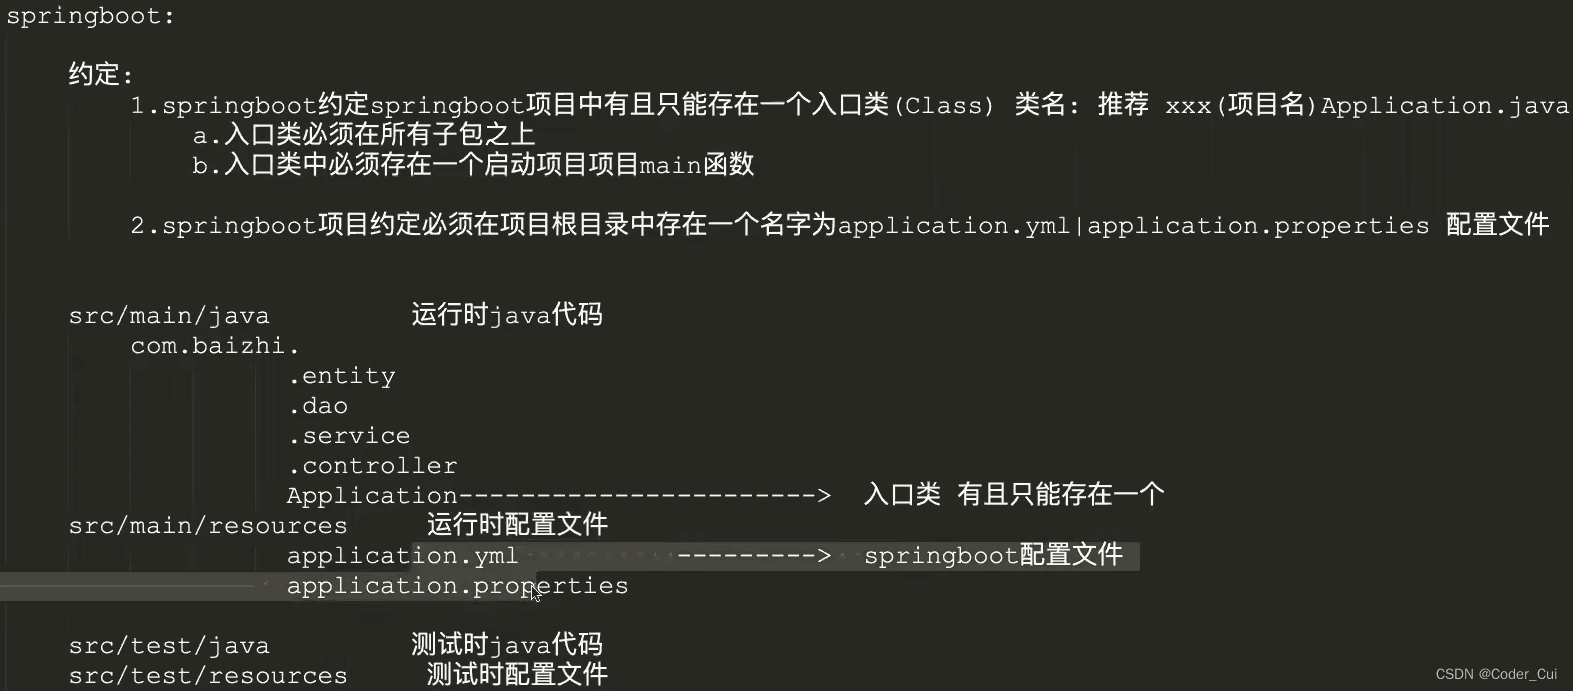 springboot:
约定:
1.springboot约定springboot项目中有且只能存在一个入口类(Class) 类名: 推荐 xxx(项目名)Application.java
a.入口类必须在所有子包之上
b.入口类中必须存在一个启动项目项目main函数
2.springboot项目约定必须在项目根目录中存在一个名字为application.yml|application.properties 配置文件
src/main/java 运行时java代码
com.baizhi.
.entity
.dao
.service
.controller
Application-----------------------> 入口类 有且只能存在一个
src/main/resources 运行时配置文件
application.yml ---------> springboot配置文件
application.properties
src/test/java 测试时java代码
src/test/resources 测试时配置文件
CSDN @Coder_Cui